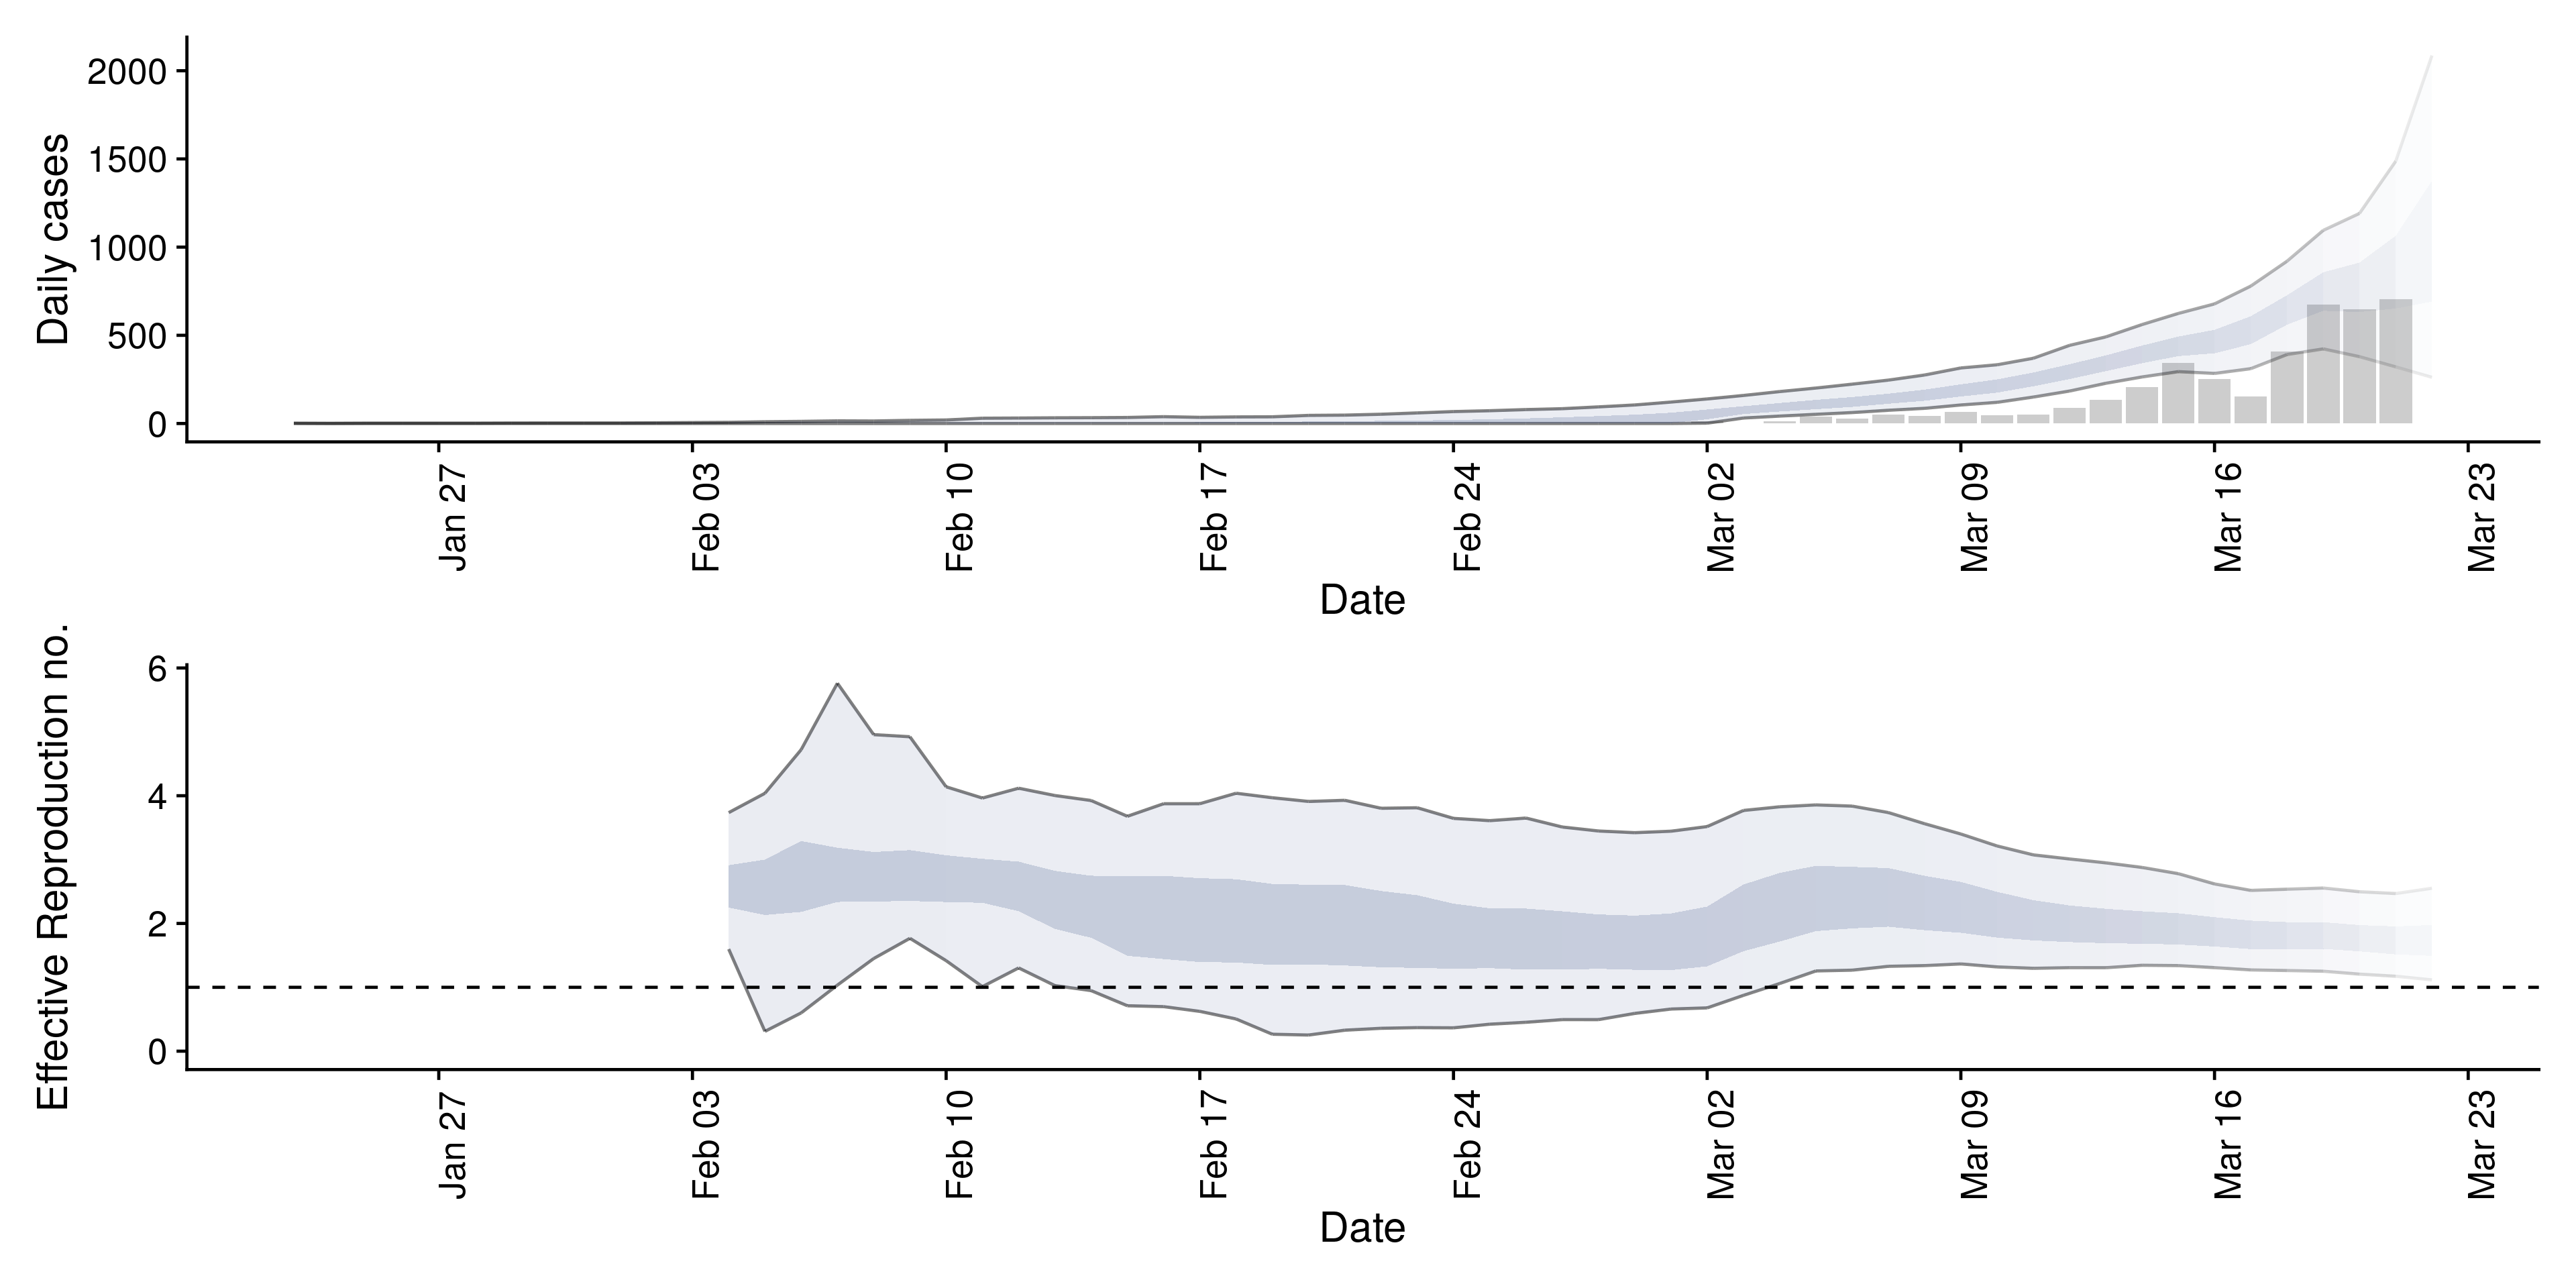 Daily cases
2000
1500
1000
500
0
Jan 27
Feb 03
Feb 10
Feb 17
Feb 24
Mar 02
Mar 09
Mar 16
Mar 23
Date
Effective Reproduction no.
6
4
2
0
Jan 27
Feb 03
Feb 10
Feb 17
Feb 24
Mar 02
Mar 09
Mar 16
Mar 23
Date